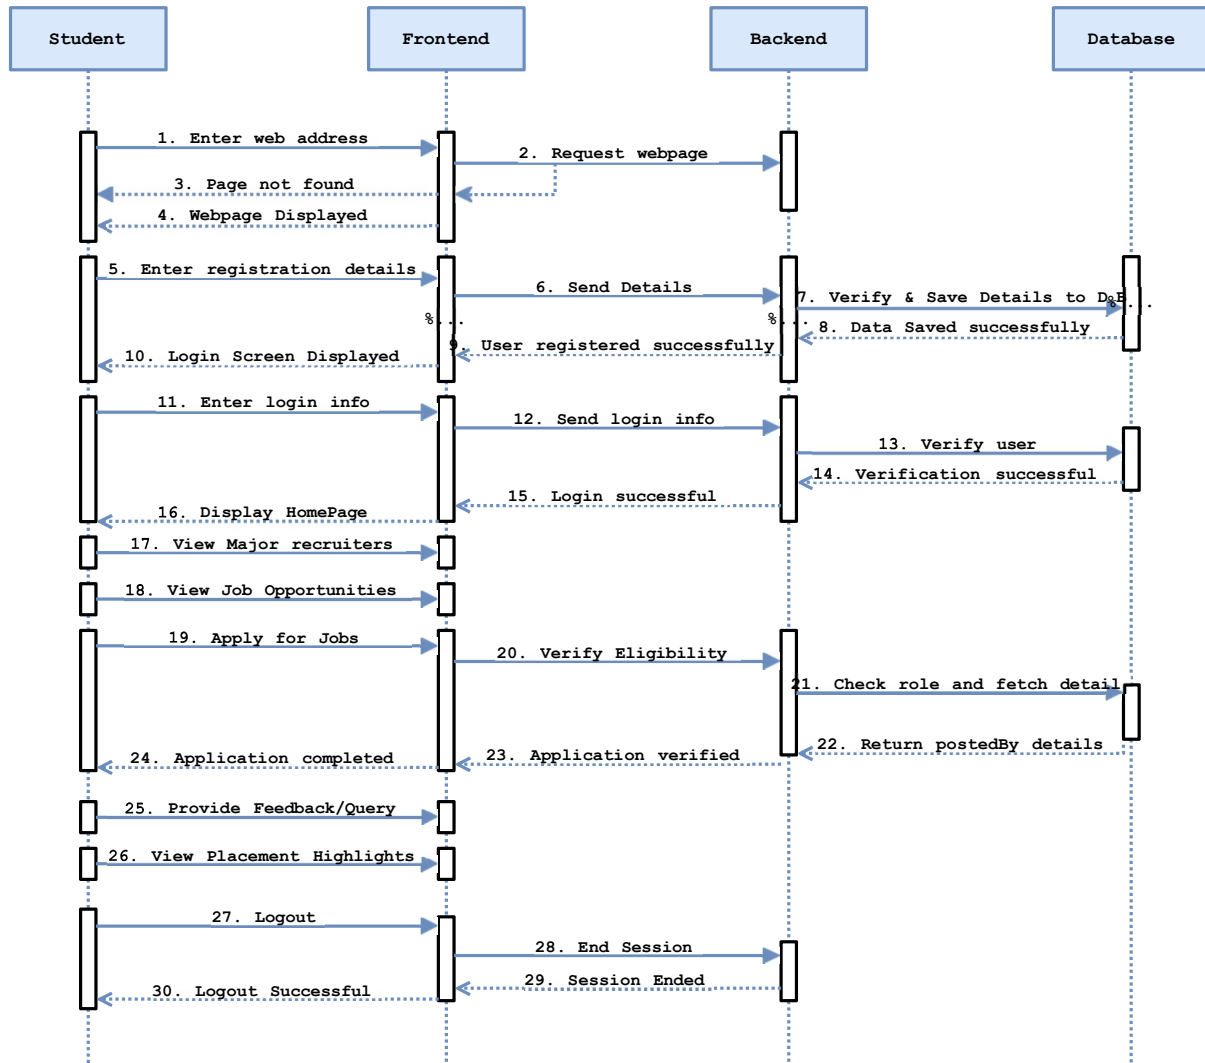 Student
Frontend
Backend
Database
1. Enter web address
2. Request webpage
3. Page not found
4. Webpage Displayed
5. Enter registration details
6. Send Details
7. Verify & Save Details to DB
%...
%...
%...
8. Data Saved successfully
9. User registered successfully
10. Login Screen Displayed
11. Enter login info
12. Send login info
13. Verify user
14. Verification successful
15. Login successful
16. Display HomePage
17. View Major recruiters
18. View Job Opportunities
19. Apply for Jobs
20. Verify Eligibility
21. Check role and fetch detail
22. Return postedBy details
23. Application verified
24. Application completed
25. Provide Feedback/Query
26. View Placement Highlights
27. Logout
28. End Session
29. Session Ended
30. Logout Successful